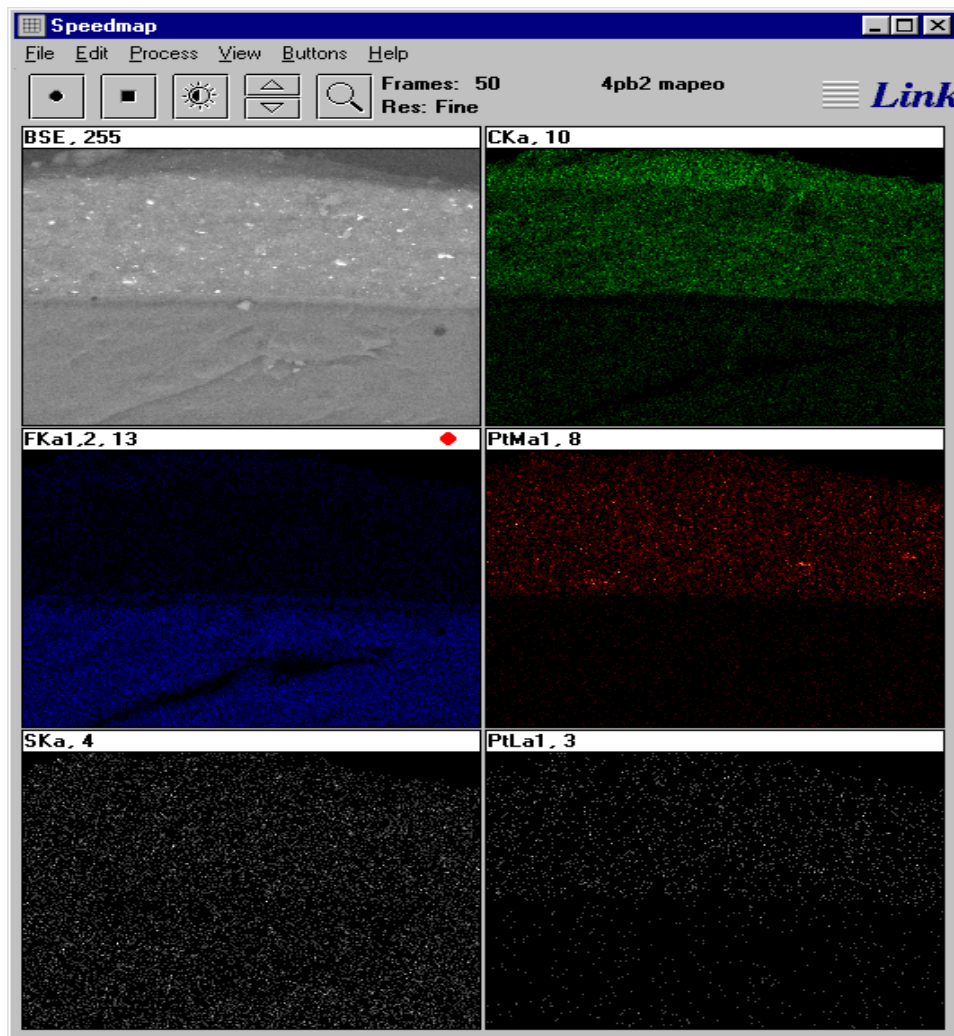 Speedmap
File Edit Process View Buttons Help
Frames: 50 4pb2 mapeo
Res: Fine
Link
BSE, 255 CKa, 10
FKa1,2, 13 PtMa1, 8
SKa, 4 PtLa1, 3